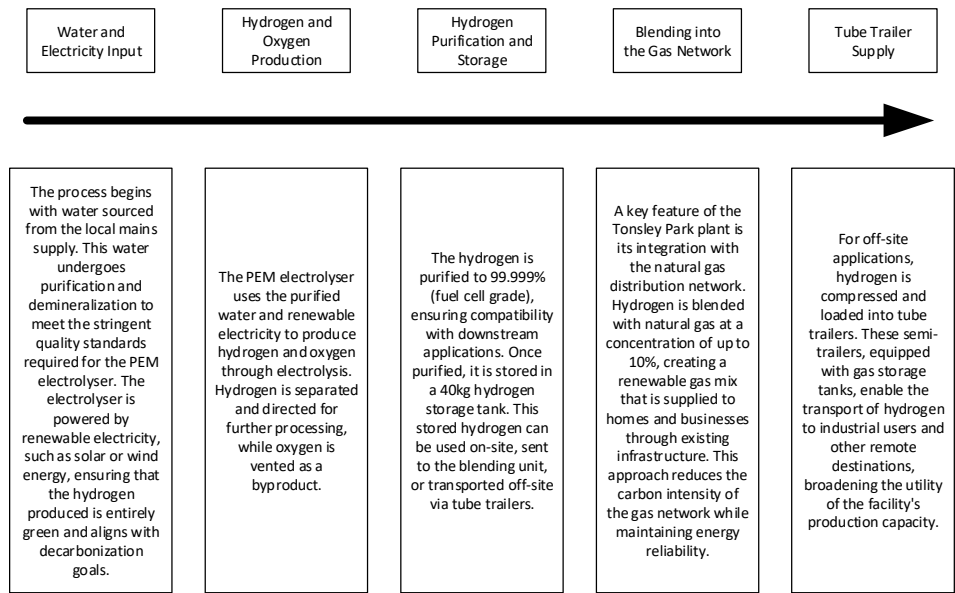 Water and
Electricity Input
Hydrogen and
Oxygen
Production
Hydrogen
Purification and
Storage
Blending into
the Gas Network
Tube Trailer
Supply
The process begins
with water sourced
from the local mains
supply. This water
undergoes
purification and
demineralization to
meet the stringent
quality standards
required for the PEM
electrolyser. The
electrolyser is
powered by
renewable electricity,
such as solar or wind
energy, ensuring that
the hydrogen
produced is entirely
green and aligns with
decarbonization
goals.
The PEM electrolyser
uses the purified
water and renewable
electricity to produce
hydrogen and oxygen
through electrolysis.
Hydrogen is separated
and directed for
further processing,
while oxygen is
vented as a
byproduct.
The hydrogen is
purified to 99.999%
(fuel cell grade),
ensuring compatibility
with downstream
applications. Once
purified, it is stored in
a 40kg hydrogen
storage tank. This
stored hydrogen can
be used on-site, sent
to the blending unit,
or transported off-site
via tube trailers.
A key feature of the
Tonsley Park plant is
its integration with
the natural gas
distribution network.
Hydrogen is blended
with natural gas at a
concentration of up to
10%, creating a
renewable gas mix
that is supplied to
homes and businesses
through existing
infrastructure. This
approach reduces the
carbon intensity of
the gas network while
maintaining energy
reliability.
For off-site
applications,
hydrogen is
compressed and
loaded into tube
trailers. These semi-
trailers, equipped
with gas storage
tanks, enable the
transport of hydrogen
to industrial users and
other remote
destinations,
broadening the utility
of the facility's
production capacity.